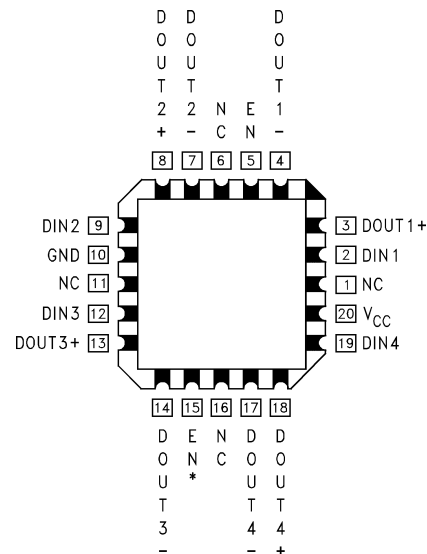 DOUT2+
DOUT2-
NC
EN
DOUT1-
8
7
6
5
4
DIN2 9
GND 10
NC 11
DIN3 12
DOUT3+ 13
3 DOUT1+
2 DIN1
1 NC
20 VCC
19 DIN4
14
15
16
17
18
DOUT3-
EN*
NC
DOUT4-
DOUT4+